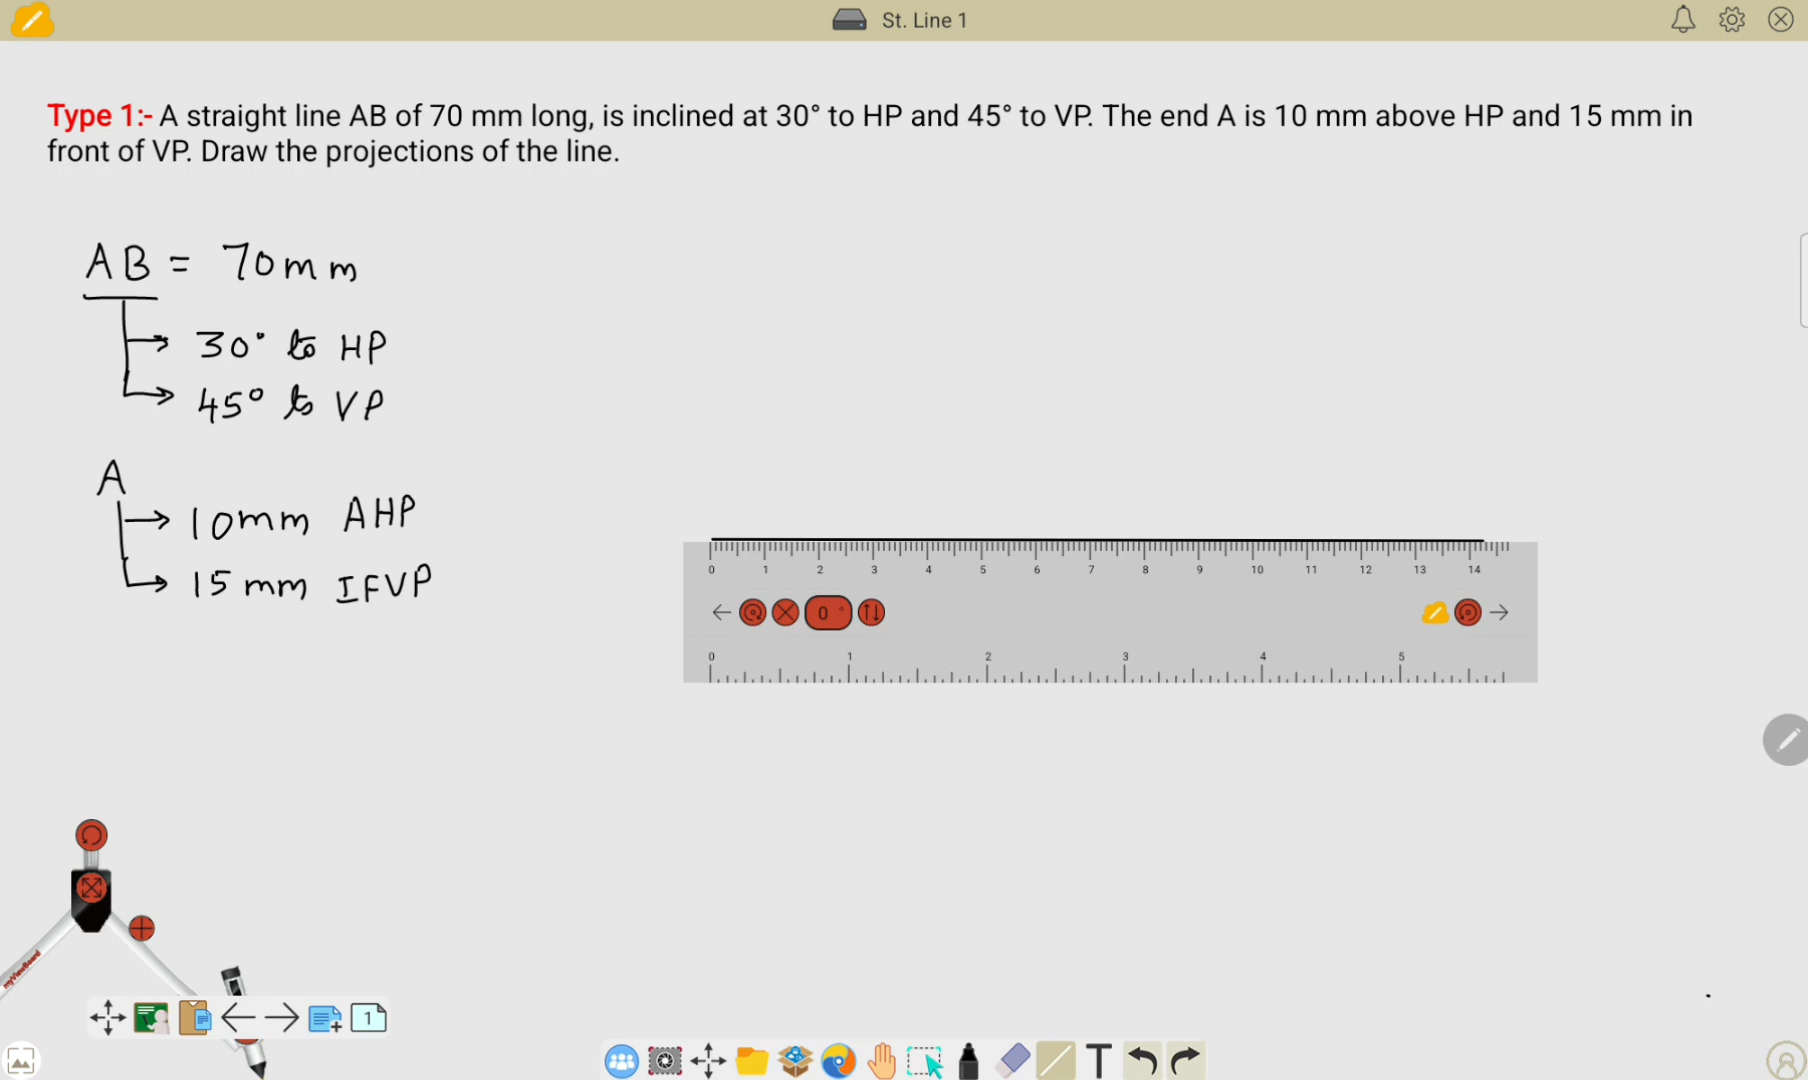 St. Line 1
Type 1:- A straight line AB of 70 mm long, is inclined at 30° to HP and 45° to VP. The end A is 10 mm above HP and 15 mm in
front of VP. Draw the projections of the line.
AB = 70mm
30° to HP
45° to VP
A
10mm AHP
15 mm IFVP
0 1 2 3 4 5 6 7 8 9 10 11 12 13 14
0 °
0 1 2 3 4 5
myViewBoard
1
T